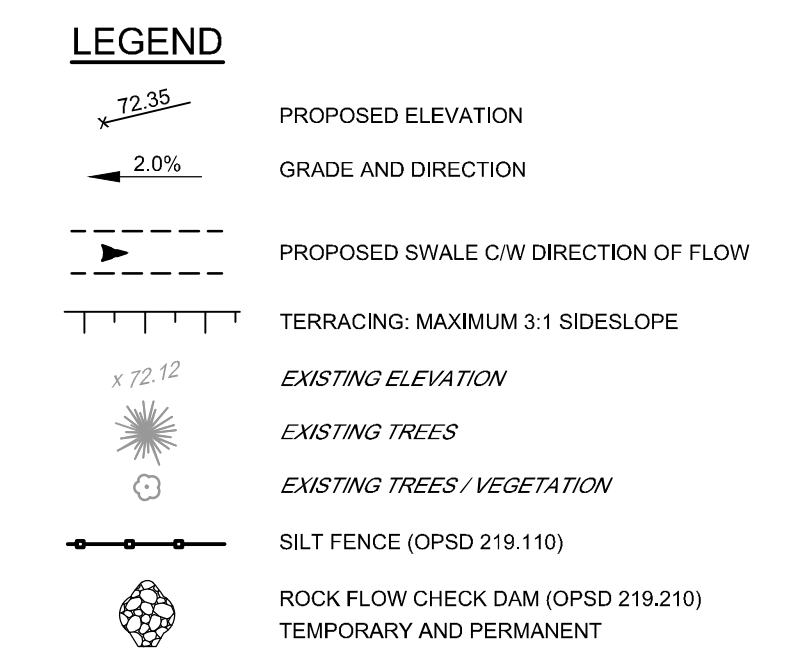 LEGEND
72.35
PROPOSED ELEVATION
2.0%
GRADE AND DIRECTION
PROPOSED SWALE C/W DIRECTION OF FLOW
TERRACING: MAXIMUM 3:1 SIDESLOPE
x 72.12
EXISTING ELEVATION
EXISTING TREES
EXISTING TREES / VEGETATION
SILT FENCE (OPSD 219.110)
ROCK FLOW CHECK DAM (OPSD 219.210)
TEMPORARY AND PERMANENT